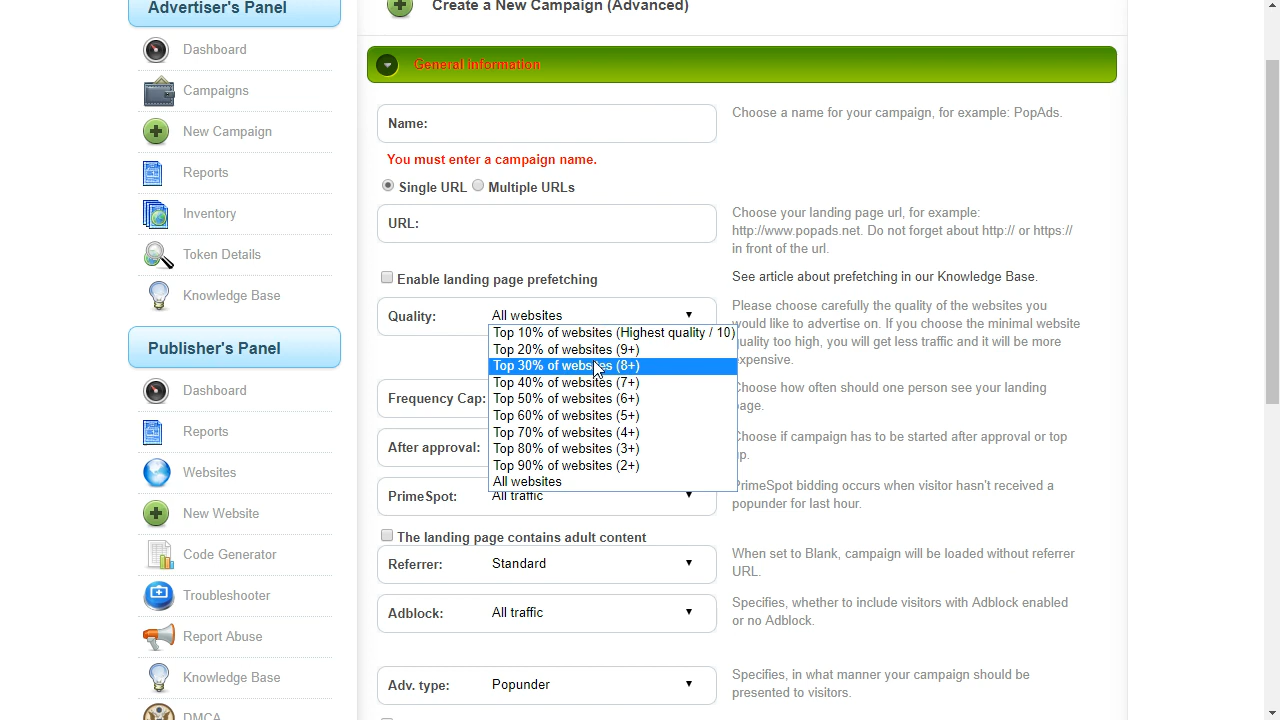 Advertiser's Panel
Dashboard
Campaigns
New Campaign
Reports
Inventory
Token Details
Knowledge Base
Publisher's Panel
Dashboard
Reports
Websites
New Website
Code Generator
Troubleshooter
Report Abuse
Knowledge Base
DMCA
Create a New Campaign (Advanced)
General Information
Name:
Choose a name for your campaign, for example: PopAds.
You must enter a campaign name.
Single URL Multiple URLs
URL:
Choose your landing page url, for example:
http://www.popads.net. Do not forget about http:// or https://
in front of the url.
Enable landing page prefetching
See article about prefetching in our Knowledge Base.
Quality: All websites
Please choose carefully the quality of the websites you
would like to advertise on. If you choose the minimal website
quality too high, you will get less traffic and it will be more
expensive.
Top 10% of websites (Highest quality / 10)
Top 20% of websites (9+)
Top 30% of websites (8+)
Top 40% of websites (7+)
Top 50% of websites (6+)
Top 60% of websites (5+)
Top 70% of websites (4+)
Top 80% of websites (3+)
Top 90% of websites (2+)
All websites
Frequency Cap:
Choose how often should one person see your landing
page.
After approval:
Choose if campaign has to be started after approval or top
up.
PrimeSpot: All traffic
PrimeSpot bidding occurs when visitor hasn't received a
popunder for last hour.
The landing page contains adult content
Referrer: Standard
When set to Blank, campaign will be loaded without referrer
URL.
Adblock: All traffic
Specifies, whether to include visitors with Adblock enabled
or no Adblock.
Adv. type: Popunder
Specifies, in what manner your campaign should be
presented to visitors.